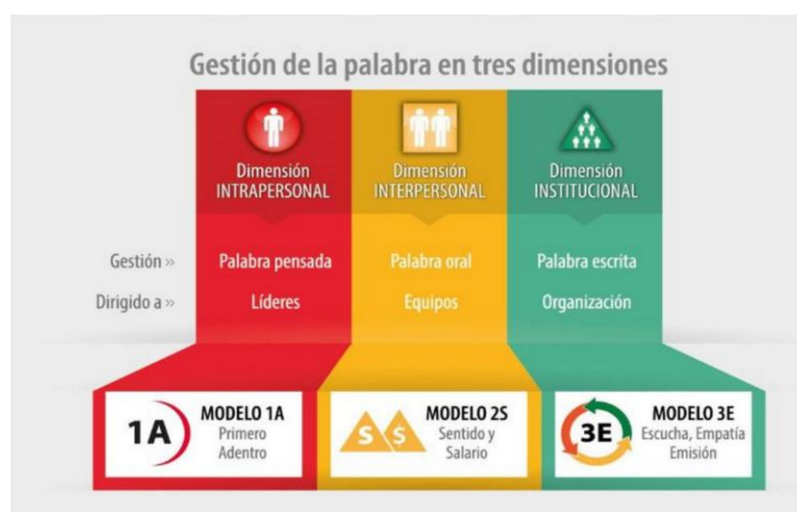 Gestión de la palabra en tres dimensiones
Dimensión
INTRAPERSONAL
Dimensión
INTERPERSONAL
Dimensión
INSTITUCIONAL
Gestión » Palabra pensada Palabra oral Palabra escrita
Dirigido a » Líderes Equipos Organización
1A
MODELO 1A
Primero
Adentro
S $
MODELO 2S
Sentido y
Salario
3E
MODELO 3E
Escucha, Empatía
Emisión